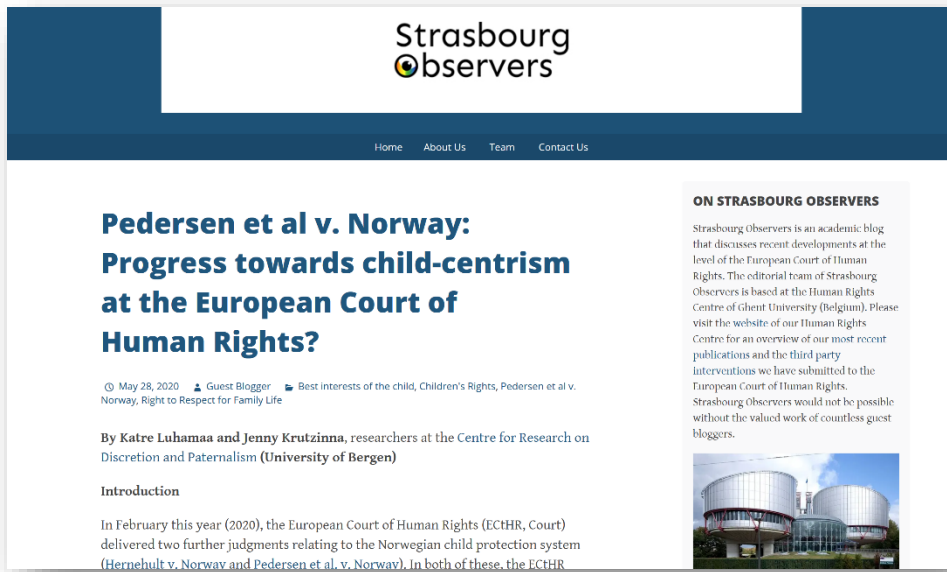 Strasbourg
Observers
Home About Us Team Contact Us
Pedersen et al v. Norway:
Progress towards child-centrism
at the European Court of
Human Rights?
May 28, 2020 Guest Blogger Best interests of the child, Children's Rights, Pedersen et al v.
Norway, Right to Respect for Family Life
By Katre Luhamaa and Jenny Krutzinna, researchers at the Centre for Research on
Discretion and Paternalism (University of Bergen)
Introduction
In February this year (2020), the European Court of Human Rights (ECtHR, Court)
delivered two further judgments relating to the Norwegian child protection system
(Hernehult v. Norway and Pedersen et al. v. Norway). In both of these, the ECtHR
ON STRASBOURG OBSERVERS
Strasbourg Observers is an academic blog
that discusses recent developments at the
level of the European Court of Human
Rights. The editorial team of Strasbourg
Observers is based at the Human Rights
Centre of Ghent University (Belgium). Please
visit the website of our Human Rights
Centre for an overview of our most recent
publications and the third party
interventions we have submitted to the
European Court of Human Rights.
Strasbourg Observers would not be possible
without the valued work of countless guest
bloggers.